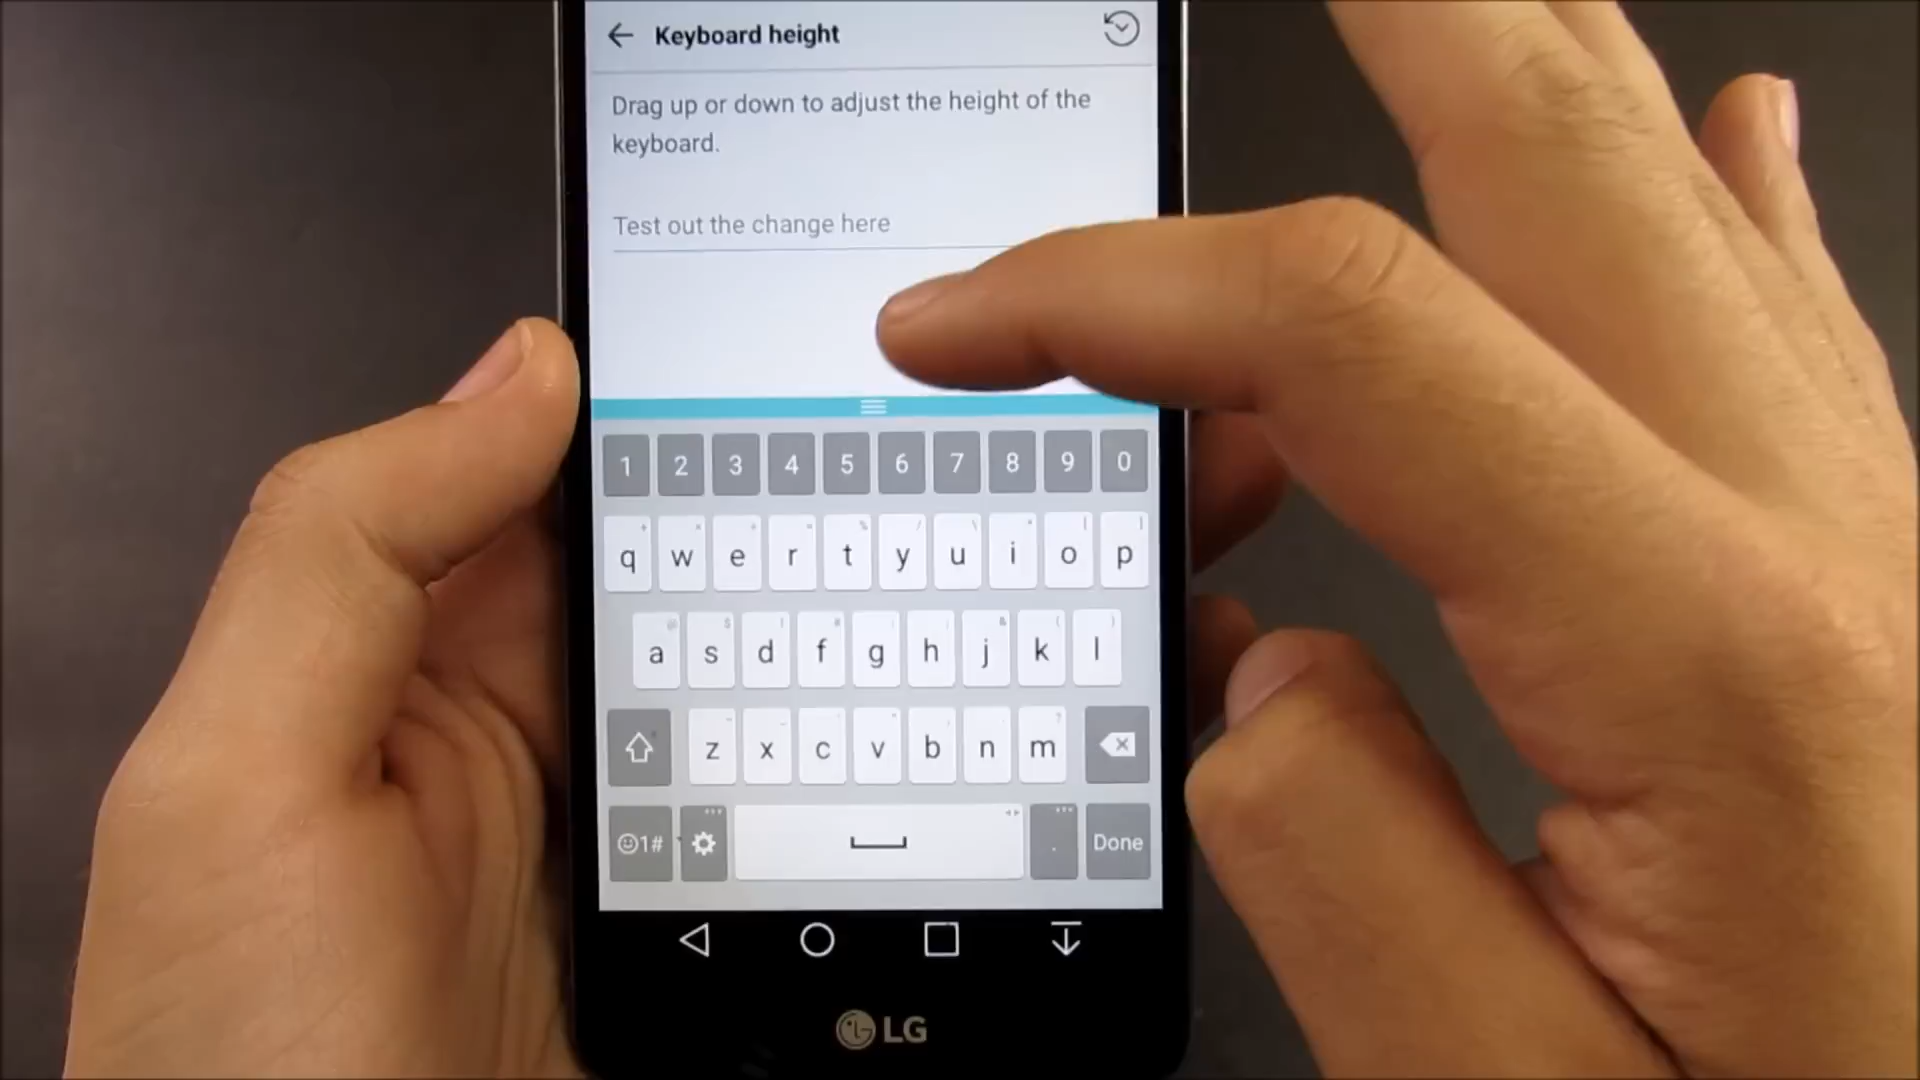 Keyboard height
Drag up or down to adjust the height of the
keyboard.
Test out the change here
1 2 3 4 5 6 7 8 9 0
q w e r t y u i o p
a s d f g h j k l
z x c v b n m
1# . Done
LG